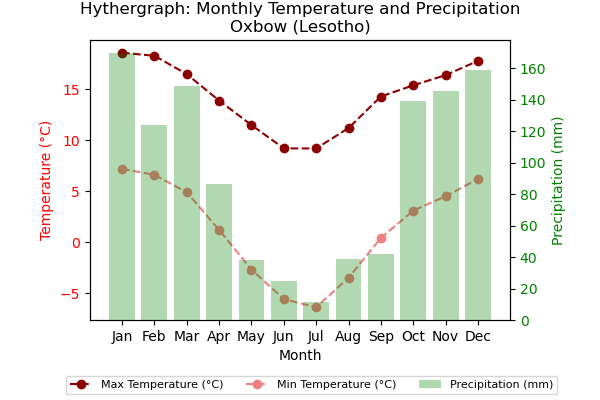 Hythergraph: Monthly Temperature and Precipitation
Oxbow (Lesotho)
Temperature (°C)
15
10
5
0
−5
160
140
120
100
80
60
40
20
0
Precipitation (mm)
Jan Feb Mar Apr May Jun Jul Aug Sep Oct Nov Dec
Month
Max Temperature (°C) Min Temperature (°C) Precipitation (mm)